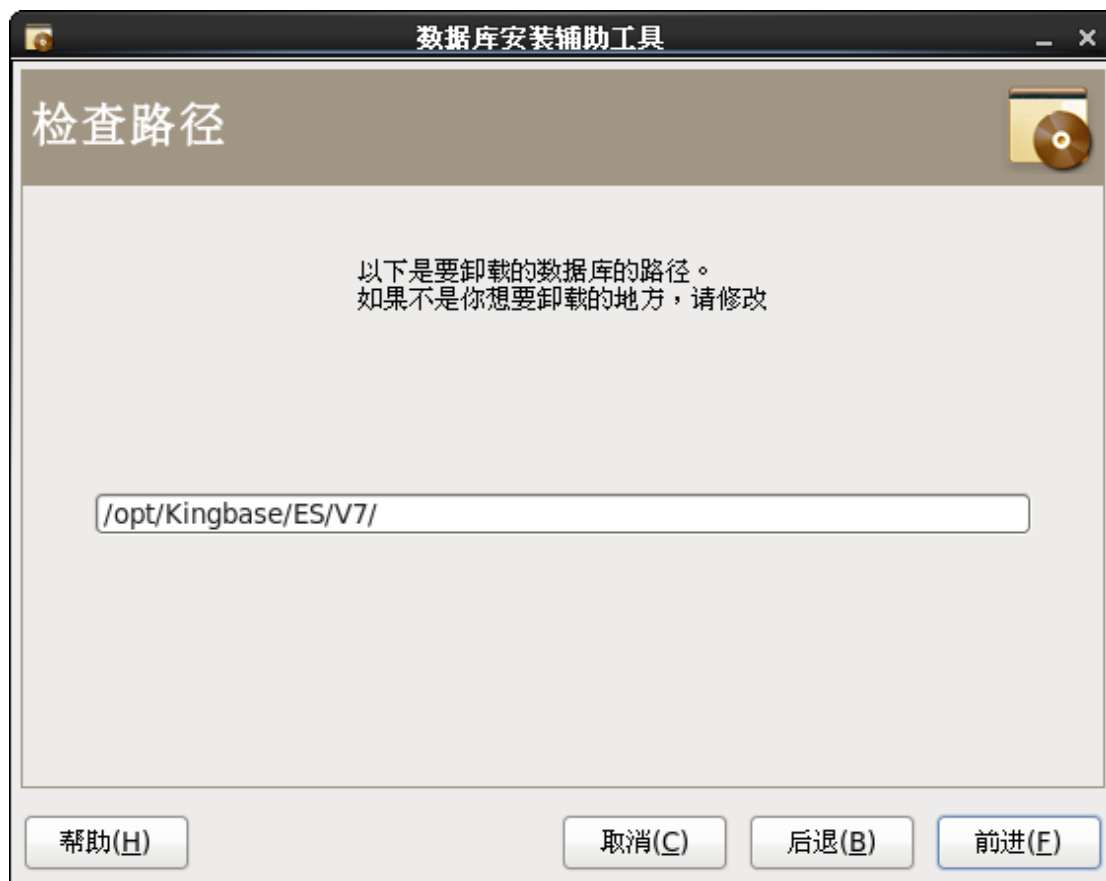 数据库安装辅助工具
检查路径
以下是要卸载的数据库的路径。
如果不是你想要卸载的地方，请修改
/opt/Kingbase/ES/V7/
帮助(H) 取消(C) 后退(B) 前进(F)